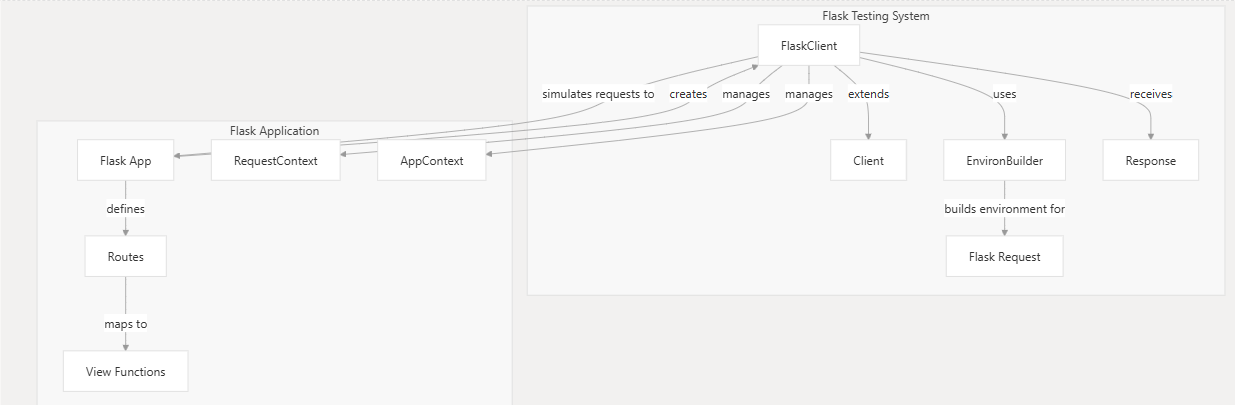 Flask Testing System
FlaskClient
simulates requests to
creates
manages
manages
extends
uses
receives
Flask Application
Flask App
RequestContext
AppContext
Client
EnvironBuilder
Response
defines
builds environment for
Routes
Flask Request
maps to
View Functions